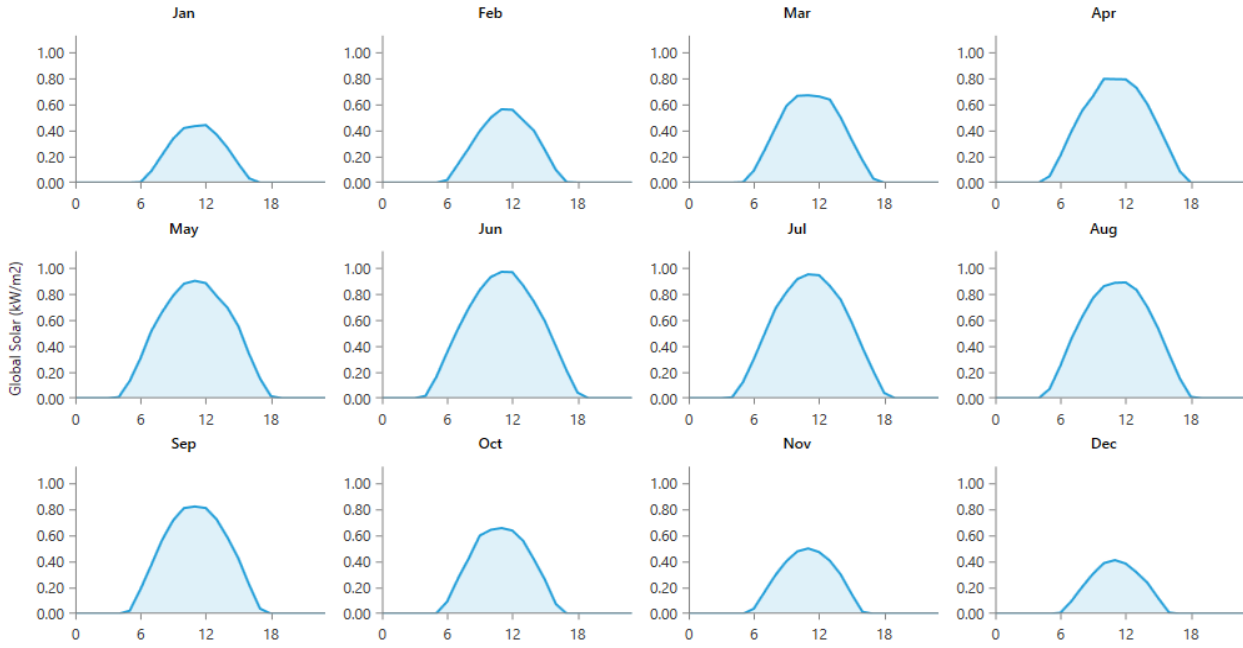 Jan Feb Mar Apr
1.00 1.00 1.00 1.00
0.80 0.80 0.80 0.80
0.60 0.60 0.60 0.60
0.40 0.40 0.40 0.40
0.20 0.20 0.20 0.20
0.00 0.00 0.00 0.00
0 6 12 18 0 6 12 18 0 6 12 18 0 6 12 18
May Jun Jul Aug
Global Solar (kW/m2)
1.00 1.00 1.00 1.00
0.80 0.80 0.80 0.80
0.60 0.60 0.60 0.60
0.40 0.40 0.40 0.40
0.20 0.20 0.20 0.20
0.00 0.00 0.00 0.00
0 6 12 18 0 6 12 18 0 6 12 18 0 6 12 18
Sep Oct Nov Dec
1.00 1.00 1.00 1.00
0.80 0.80 0.80 0.80
0.60 0.60 0.60 0.60
0.40 0.40 0.40 0.40
0.20 0.20 0.20 0.20
0.00 0.00 0.00 0.00
0 6 12 18 0 6 12 18 0 6 12 18 0 6 12 18